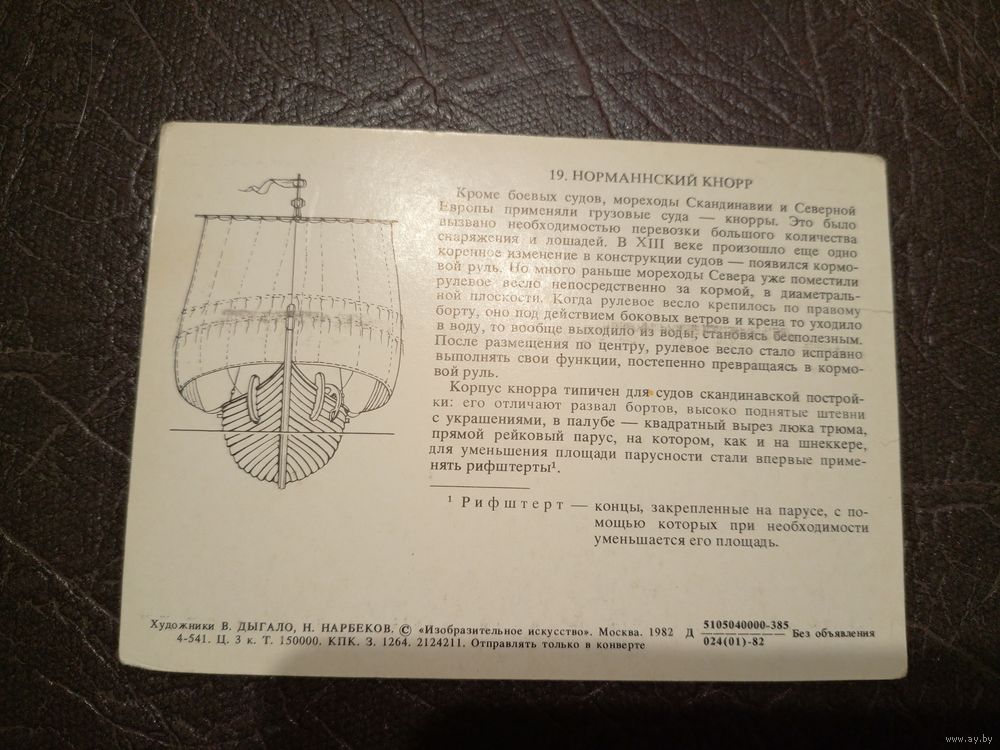 19. НОРМАННСКИЙ КНОРР
Кроме боевых судов, мореходы Скандинавии и Северной
Европы применяли грузовые суда — кнорры. Это было
вызвано необходимостью перевозки большого количества
снаряжения и лошадей. В XIII веке произошло еще одно
коренное изменение в конструкции судов — появился кормо-
вой руль. Но много раньше мореходы Севера уже поместили
рулевое весло непосредственно за кормой, в диаметраль-
ной плоскости. Когда рулевое весло крепилось по правому
борту, оно под действием боковых ветров и крена то уходило
в воду, то вообще выходило из воды, становясь бесполезным.
После размещения по центру, рулевое весло стало исправно
выполнять свои функции, постепенно превращаясь в кормо-
вой руль.
Корпус кнорра типичен для судов скандинавской построй-
ки: его отличают развал бортов, высоко поднятые штевни
с украшениями, в палубе — квадратный вырез люка трюма,
прямой рейковый парус, на котором, как и на шнеккере,
для уменьшения площади парусности стали впервые приме-
нять рифштерты¹.
¹ Рифштерт — концы, закрепленные на парусе, с по-
мощью которых при необходимости
уменьшается его площадь.
Художники В. ДЫГАЛО, Н. НАРБЕКОВ. © «Изобразительное искусство». Москва. 1982 Д 5105040000-385 Без объявления
024(01)-82
4-541. Ц. 3 к. Т. 150000. КПК. З. 1264. 2124211. Отправлять только в конверте
www.ay.by